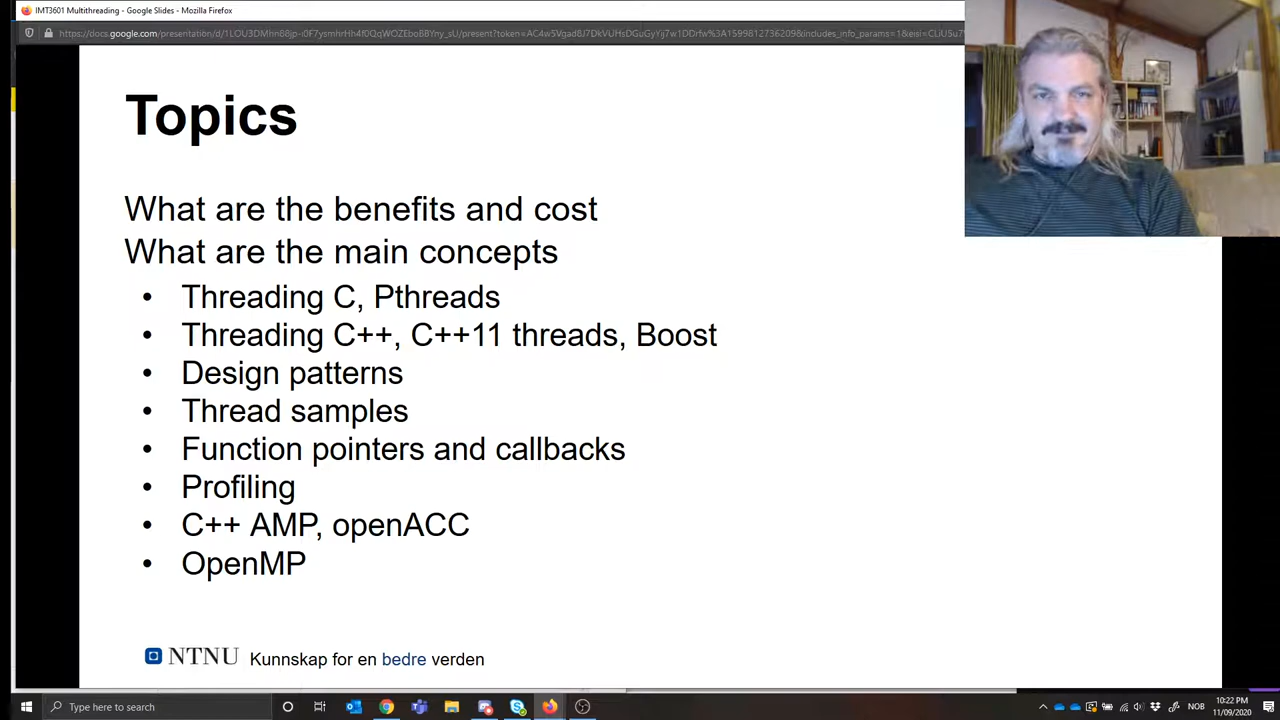 IMT3601 Multithreading - Google Slides - Mozilla Firefox
Topics
What are the benefits and cost
What are the main concepts
• Threading C, Pthreads
• Threading C++, C++11 threads, Boost
• Design patterns
• Thread samples
• Function pointers and callbacks
• Profiling
• C++ AMP, openACC
• OpenMP
NTNU Kunnskap for en bedre verden
Type here to search
NOB
10:22 PM
11/09/2020